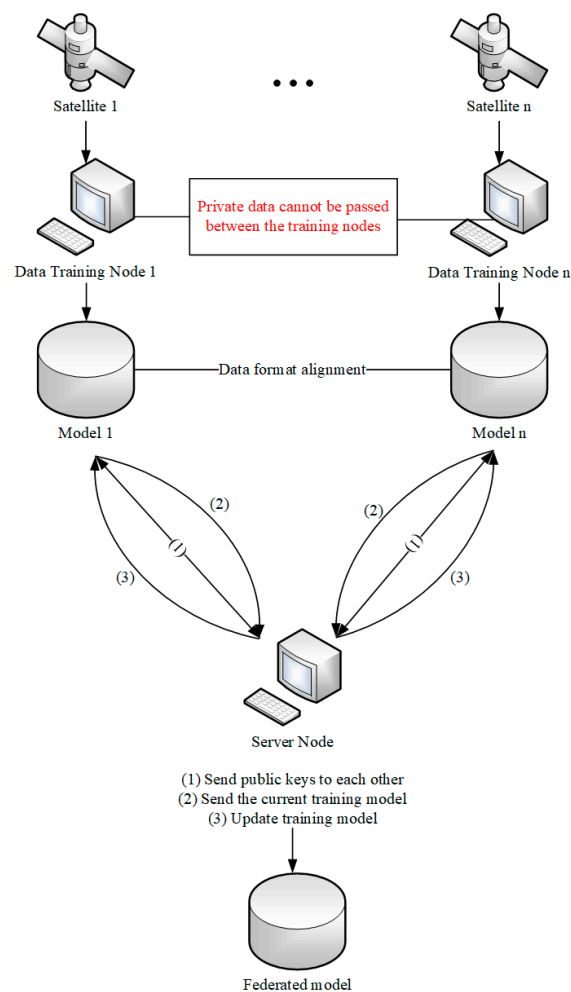 Satellite 1
Satellite n
Private data cannot be passed
between the training nodes
Data Training Node 1
Data Training Node n
Data format alignment
Model 1
Model n
(2)
(2)
(1)
(1)
(3)
(3)
Server Node
(1) Send public keys to each other
(2) Send the current training model
(3) Update training model
Federated model